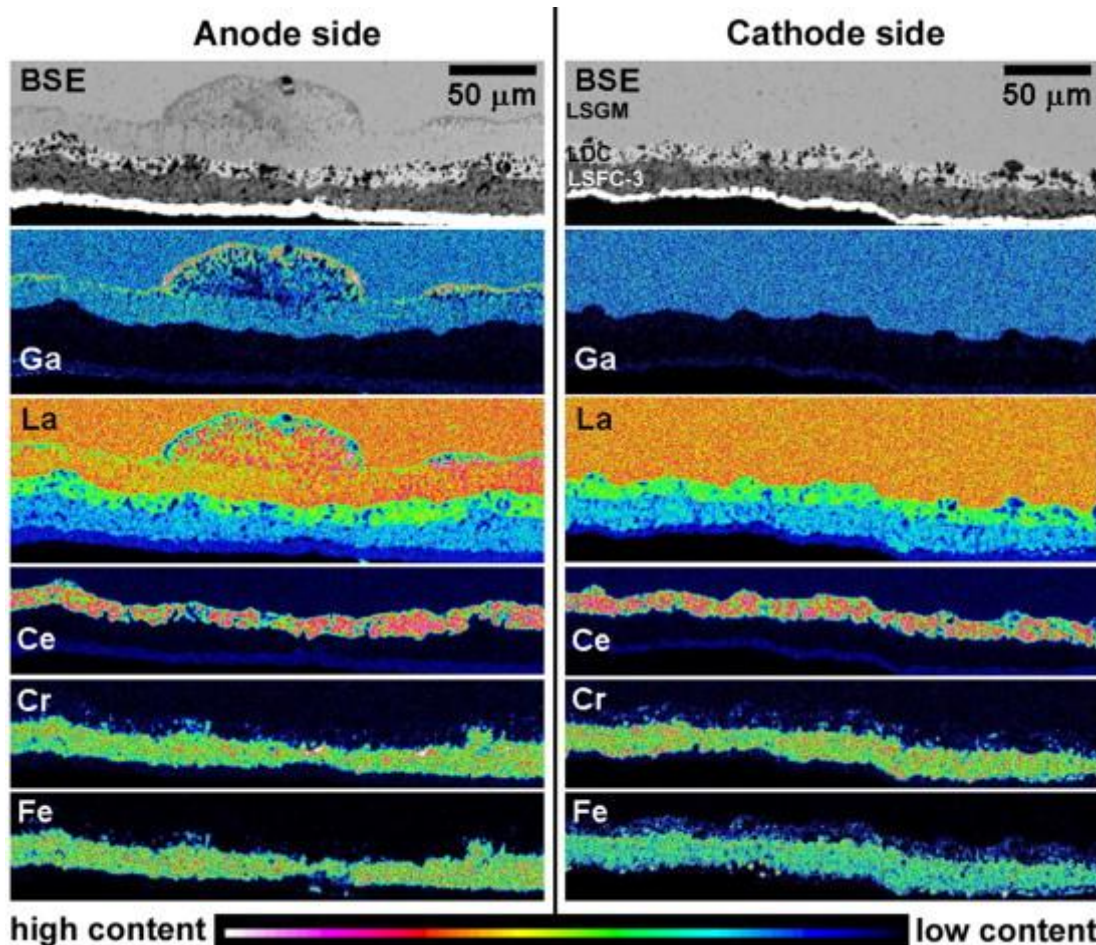 Anode side
Cathode side
BSE
50 μm
BSE
50 μm
LSGM
LDC
LSFC-3
Ga
Ga
La
La
Ce
Ce
Cr
Cr
Fe
Fe
high content
low content